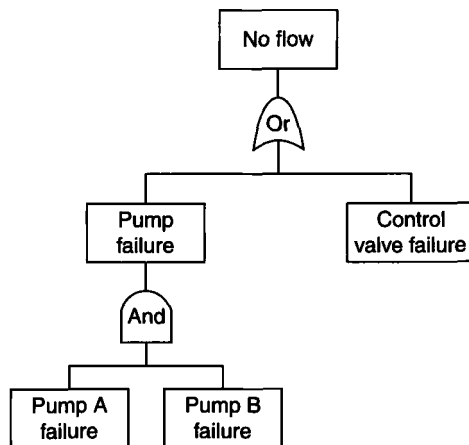 No flow
Or
Pump
failure
Control
valve failure
And
Pump A
failure
Pump B
failure